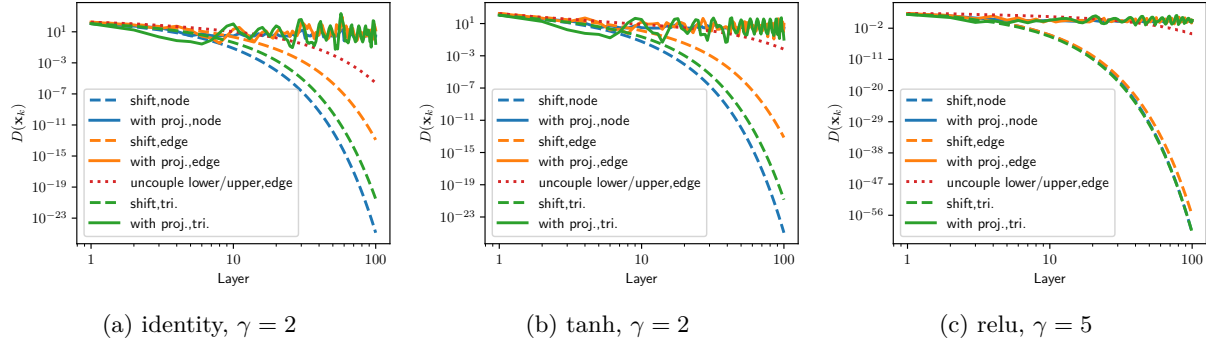 10^1
10^-3
10^-7
10^-11
10^-15
10^-19
10^-23
D(x_k)
shift,node
with proj.,node
shift,edge
with proj.,edge
uncouple lower/upper,edge
shift,tri.
with proj.,tri.
1 10 100
Layer
(a) identity, γ = 2
10^1
10^-3
10^-7
10^-11
10^-15
10^-19
10^-23
D(x_k)
shift,node
with proj.,node
shift,edge
with proj.,edge
uncouple lower/upper,edge
shift,tri.
with proj.,tri.
1 10 100
Layer
(b) tanh, γ = 2
10^-2
10^-11
10^-20
10^-29
10^-38
10^-47
10^-56
D(x_k)
shift,node
with proj.,node
shift,edge
with proj.,edge
uncouple lower/upper,edge
shift,tri.
with proj.,tri.
1 10 100
Layer
(c) relu, γ = 5